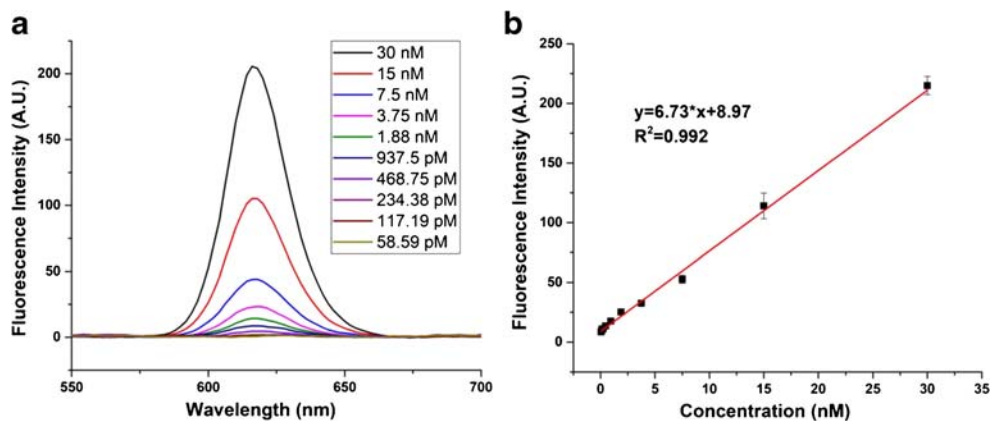 a
Fluorescence Intensity (A.U.)
200
150
100
50
0
550
600
650
700
Wavelength (nm)
30 nM
15 nM
7.5 nM
3.75 nM
1.88 nM
937.5 pM
468.75 pM
234.38 pM
117.19 pM
58.59 pM
b
Fluorescence Intensity (A.U.)
250
200
150
100
50
0
y=6.73*x+8.97
R²=0.992
0
5
10
15
20
25
30
35
Concentration (nM)